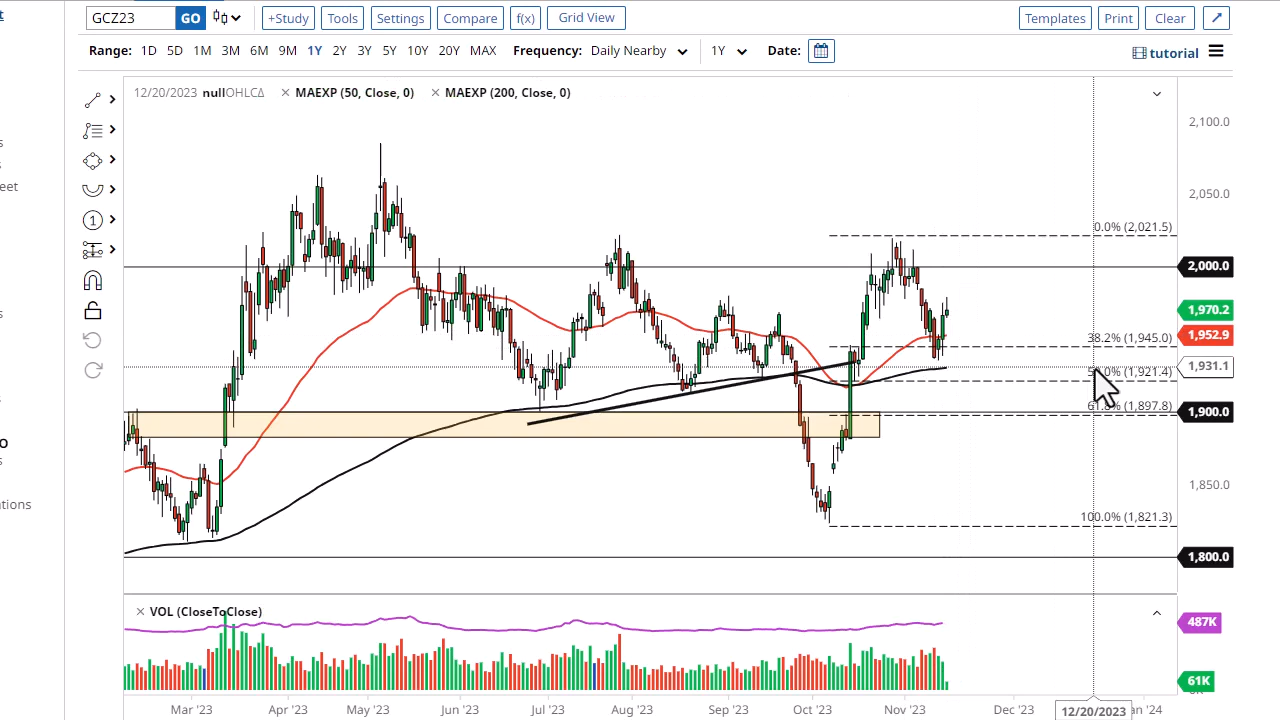 t
GCZ23 GO +Study Tools Settings Compare f(x) Grid View Templates Print Clear
Range: 1D 5D 1M 3M 6M 9M 1Y 2Y 3Y 5Y 10Y 20Y MAX Frequency: Daily Nearby 1Y Date: tutorial
12/20/2023 nullOHLCΔ × MAEXP (50, Close, 0) × MAEXP (200, Close, 0)
2,100.0
s
s
eet
2,050.0
1
0.0% (2,021.5)
2,000.0
s
1,970.2
1,952.9
38.2% (1,945.0)
1,931.1
50.0% (1,921.4)
s
61.8% (1,897.8)
1,900.0
O
s
1,850.0
ations
100.0% (1,821.3)
1,800.0
× VOL (CloseToClose)
487K
61K
Mar '23 Apr '23 May '23 Jun '23 Jul '23 Aug '23 Sep '23 Oct '23 Nov '23 Dec '23 12/20/2023 an '24